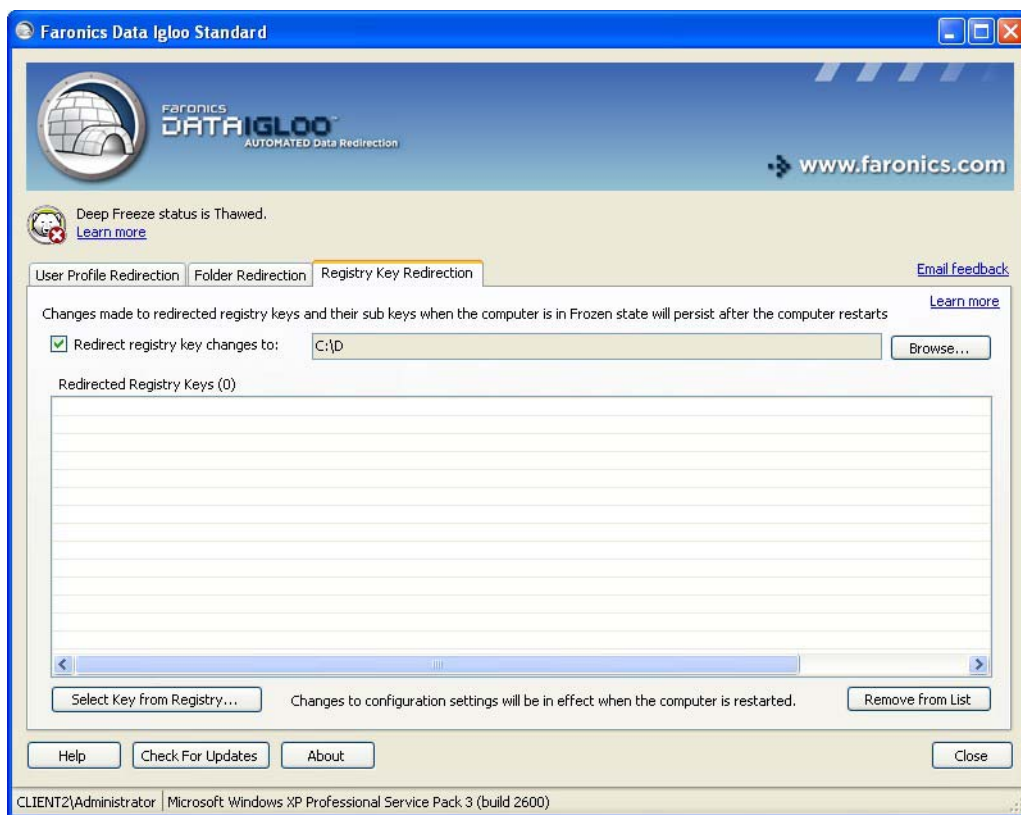 Faronics Data Igloo Standard
FARONICS
DATAIGLOO™
AUTOMATED Data Redirection
www.faronics.com
Deep Freeze status is Thawed.
Learn more
User Profile Redirection Folder Redirection Registry Key Redirection
Email feedback
Learn more
Changes made to redirected registry keys and their sub keys when the computer is in Frozen state will persist after the computer restarts
Redirect registry key changes to: C:\D Browse...
Redirected Registry Keys (0)
Select Key from Registry... Changes to configuration settings will be in effect when the computer is restarted. Remove from List
Help Check For Updates About Close
CLIENT2\Administrator Microsoft Windows XP Professional Service Pack 3 (build 2600)